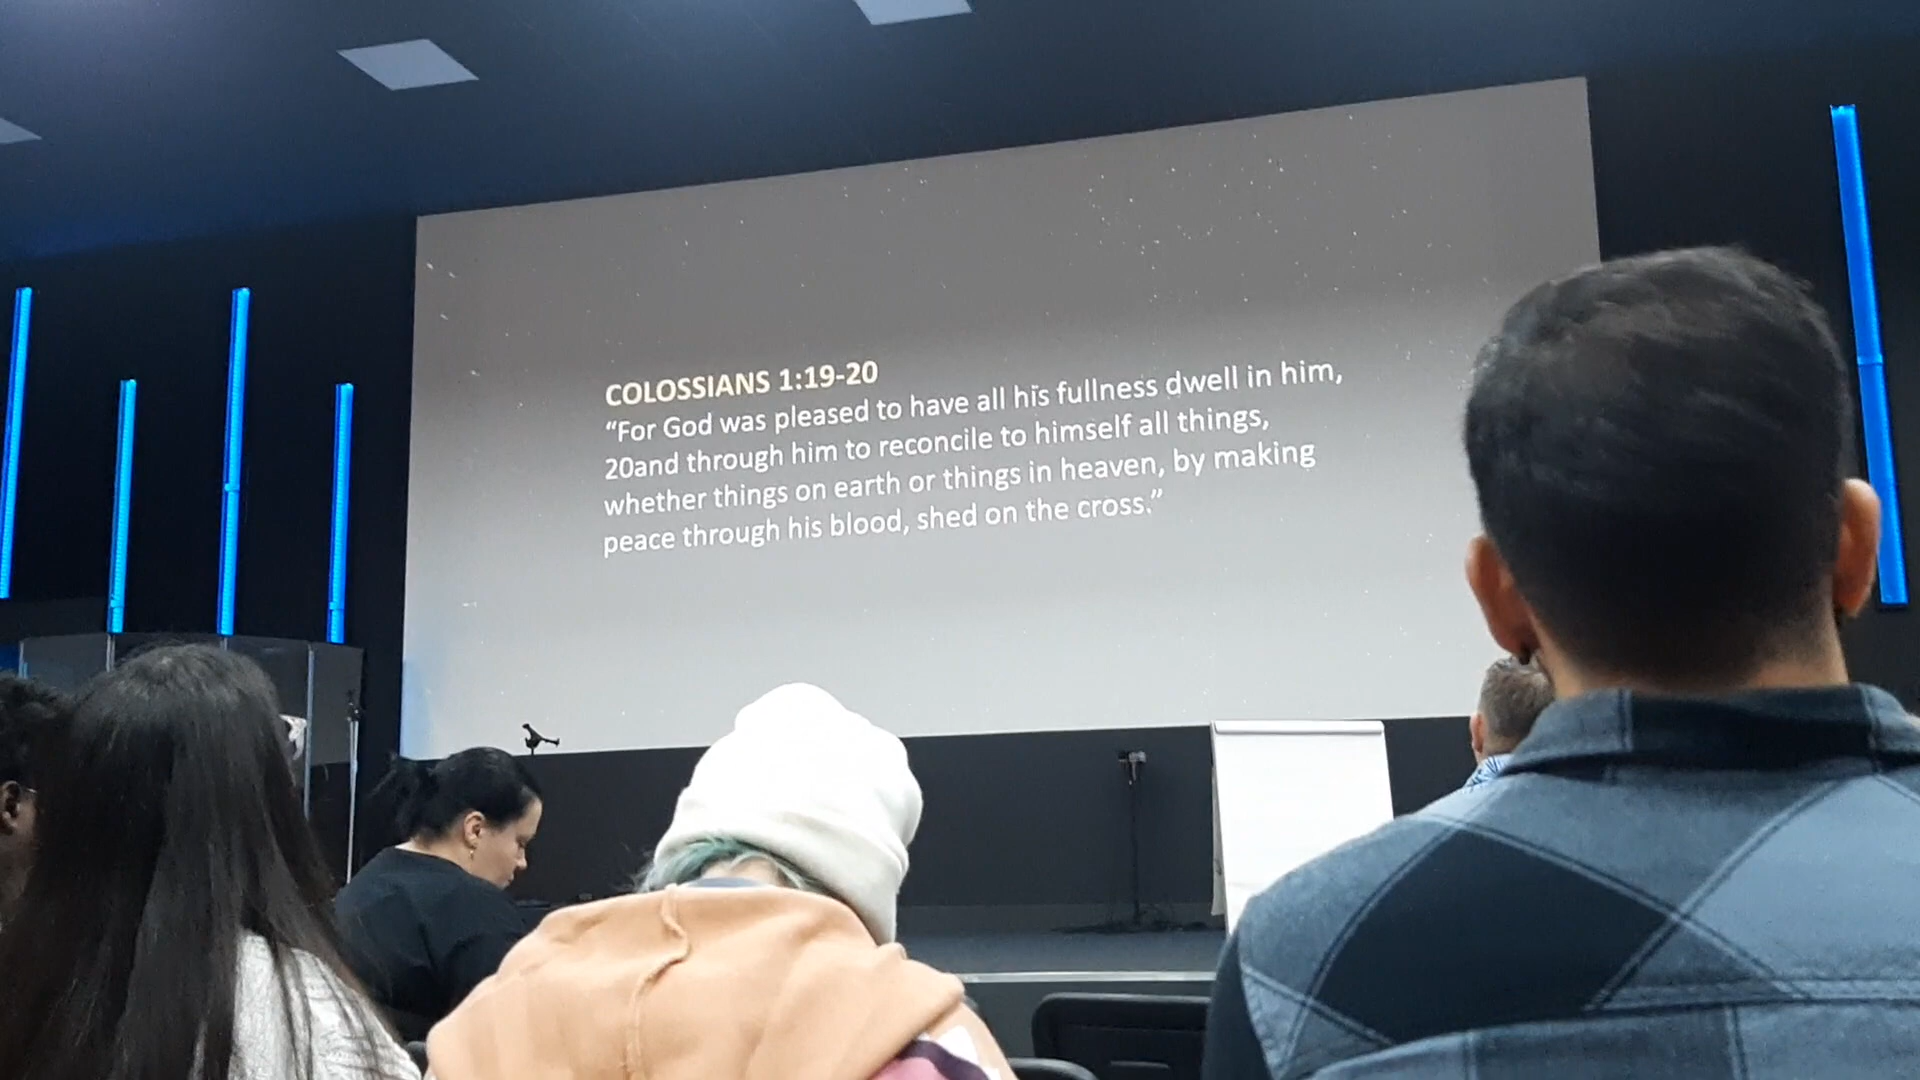 COLOSSIANS 1:19-20
“For God was pleased to have all his fullness dwell in him,
20and through him to reconcile to himself all things,
whether things on earth or things in heaven, by making
peace through his blood, shed on the cross.”